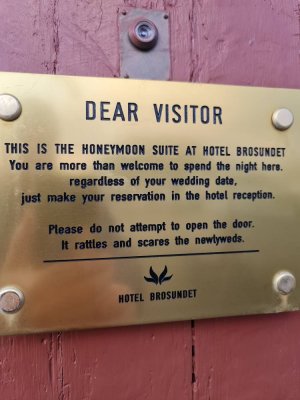 DEAR VISITOR
THIS IS THE HONEYMOON SUITE AT HOTEL BROSUNDET
You are more than welcome to spend the night here.
regardless of your wedding date,
just make your reservation in the hotel reception.
Please do not attempt to open the door.
It rattles and scares the newlyweds.
HOTEL BROSUNDET